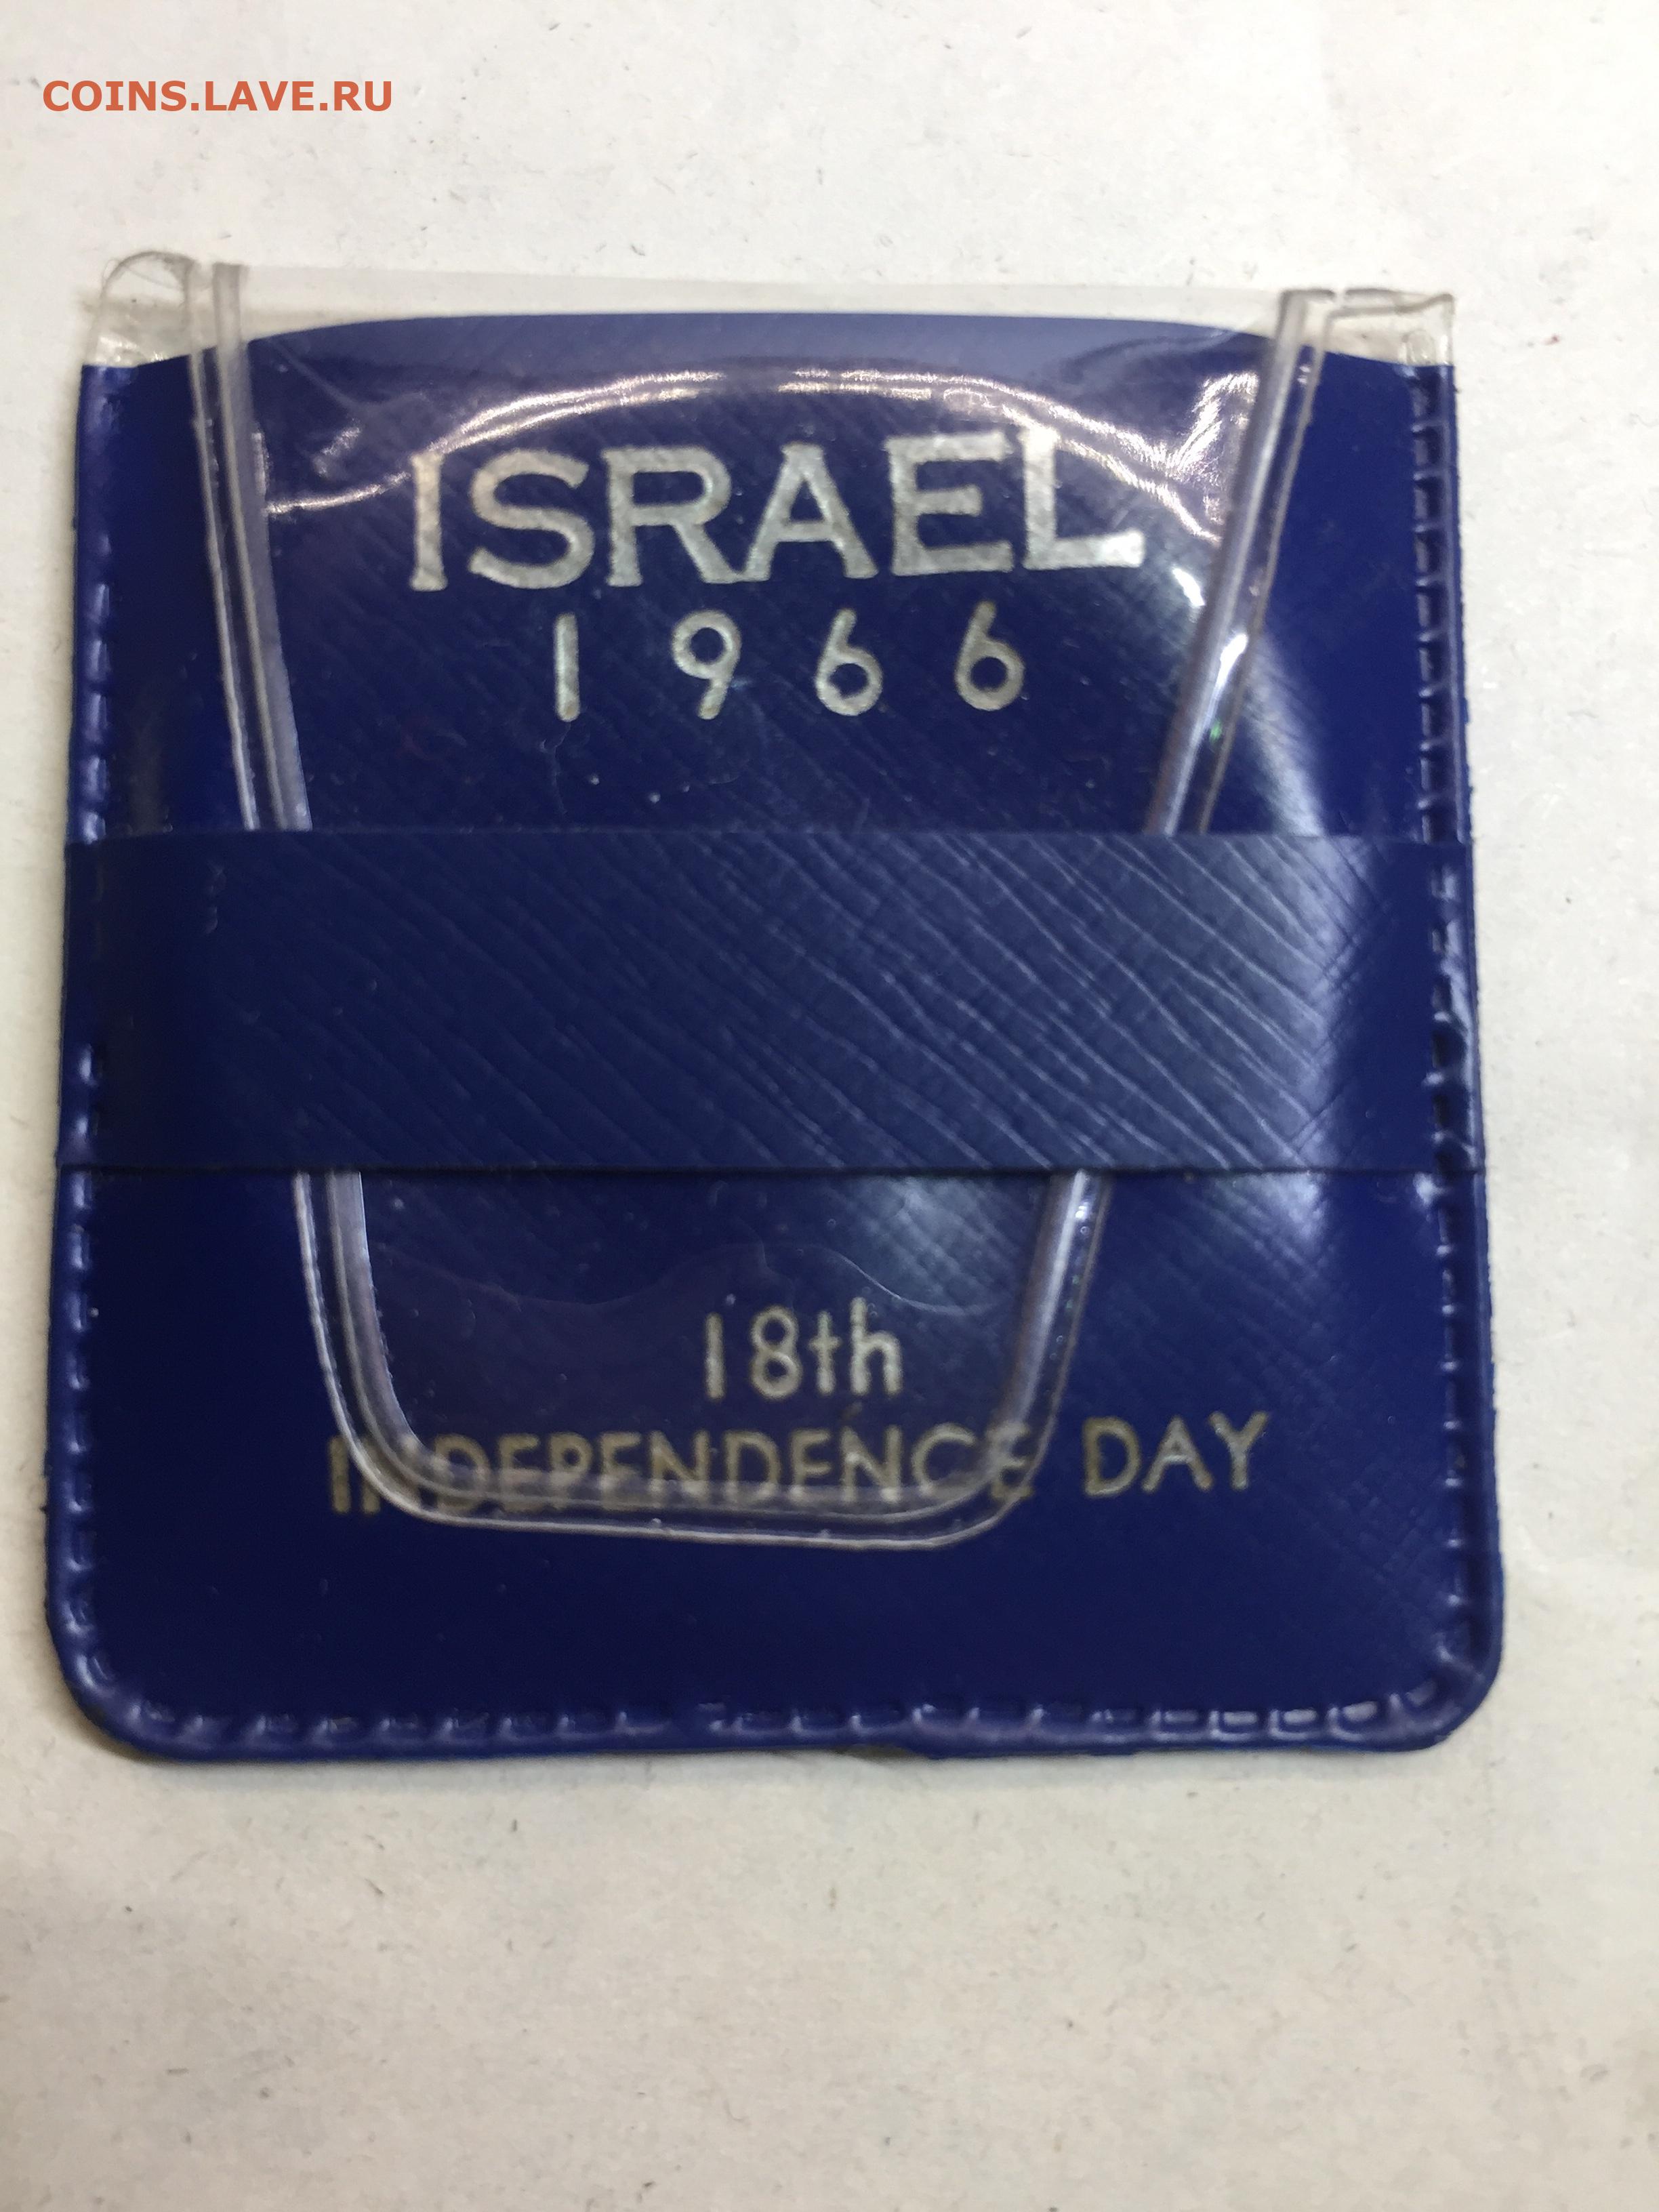 COINS.LAVE.RU
ISRAEL
1966
18th
INDEPENDENCE DAY